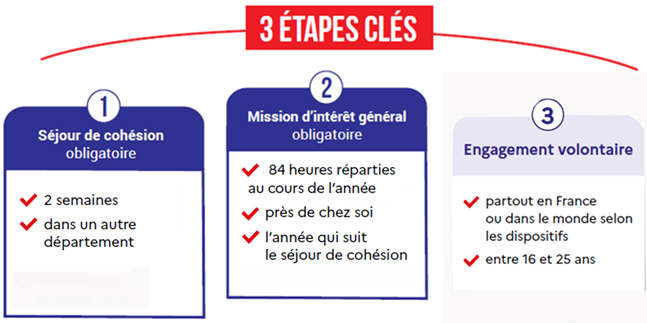 3 ÉTAPES CLÉS
1
Séjour de cohésion
obligatoire
2 semaines
dans un autre
département
2
Mission d'intérêt général
obligatoire
84 heures réparties
au cours de l'année
près de chez soi
l'année qui suit
le séjour de cohésion
3
Engagement volontaire
partout en France
ou dans le monde selon
les dispositifs
entre 16 et 25 ans